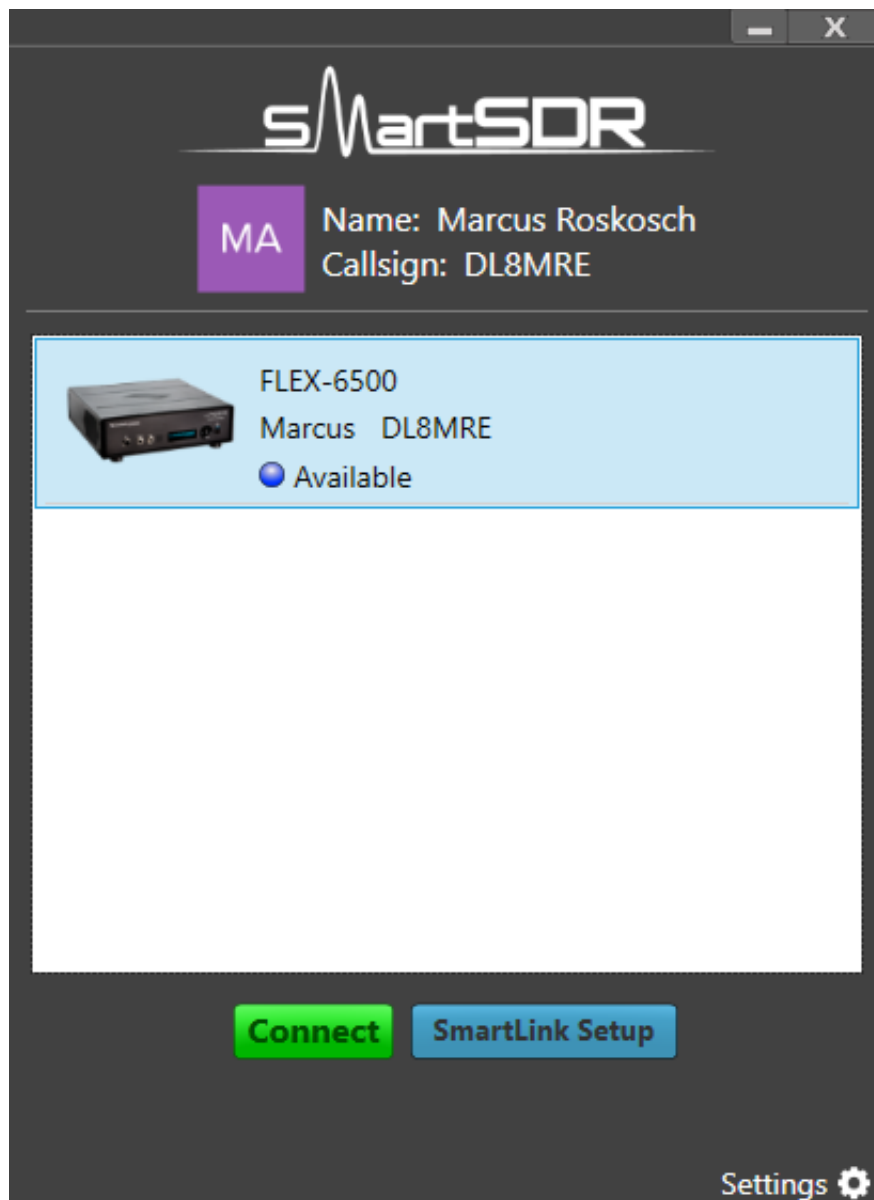 X
sMartSDR
MA
Name: Marcus Roskosch
Callsign: DL8MRE
FLEX-6500
Marcus DL8MRE
Available
Connect
SmartLink Setup
Settings